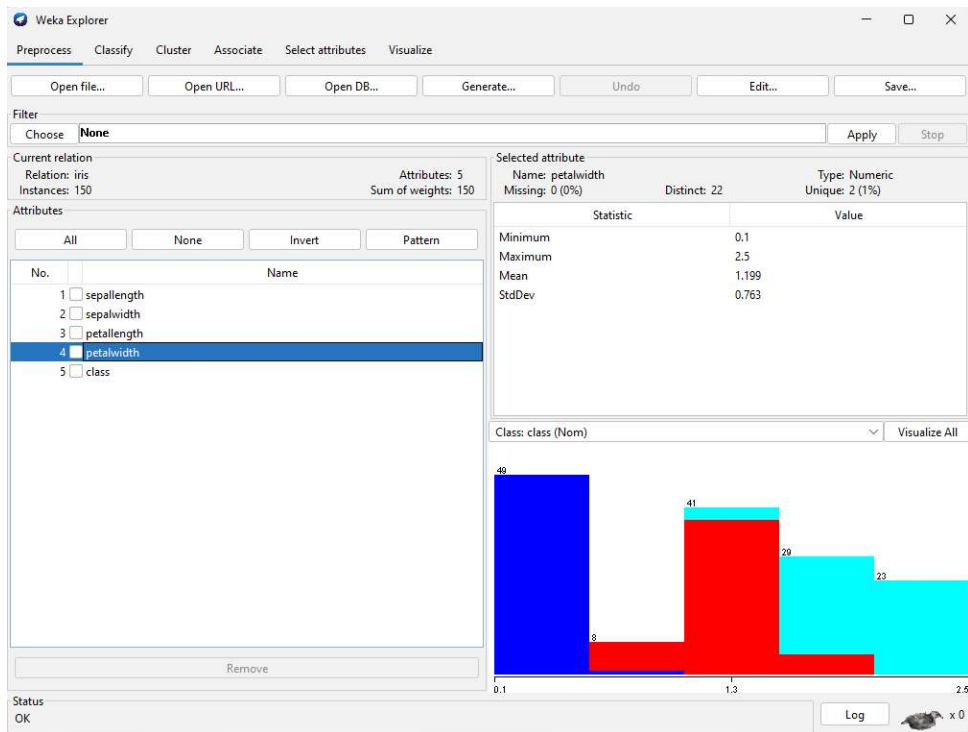 Weka Explorer
Preprocess Classify Cluster Associate Select attributes Visualize
Open file... Open URL... Open DB... Generate... Undo Edit... Save...
Filter
Choose None Apply Stop
Current relation
Relation: iris Attributes: 5
Instances: 150 Sum of weights: 150
Attributes
All None Invert Pattern
No. Name
1 sepallength
2 sepalwidth
3 petallength
4 petalwidth
5 class
Remove
Selected attribute
Name: petalwidth Type: Numeric
Missing: 0 (0%) Distinct: 22 Unique: 2 (1%)
Statistic Value
Minimum 0.1
Maximum 2.5
Mean 1.199
StdDev 0.763
Class: class (Nom) Visualize All
49
41
29
23
8
0.1 1.3 2.5
Status
OK Log x 0